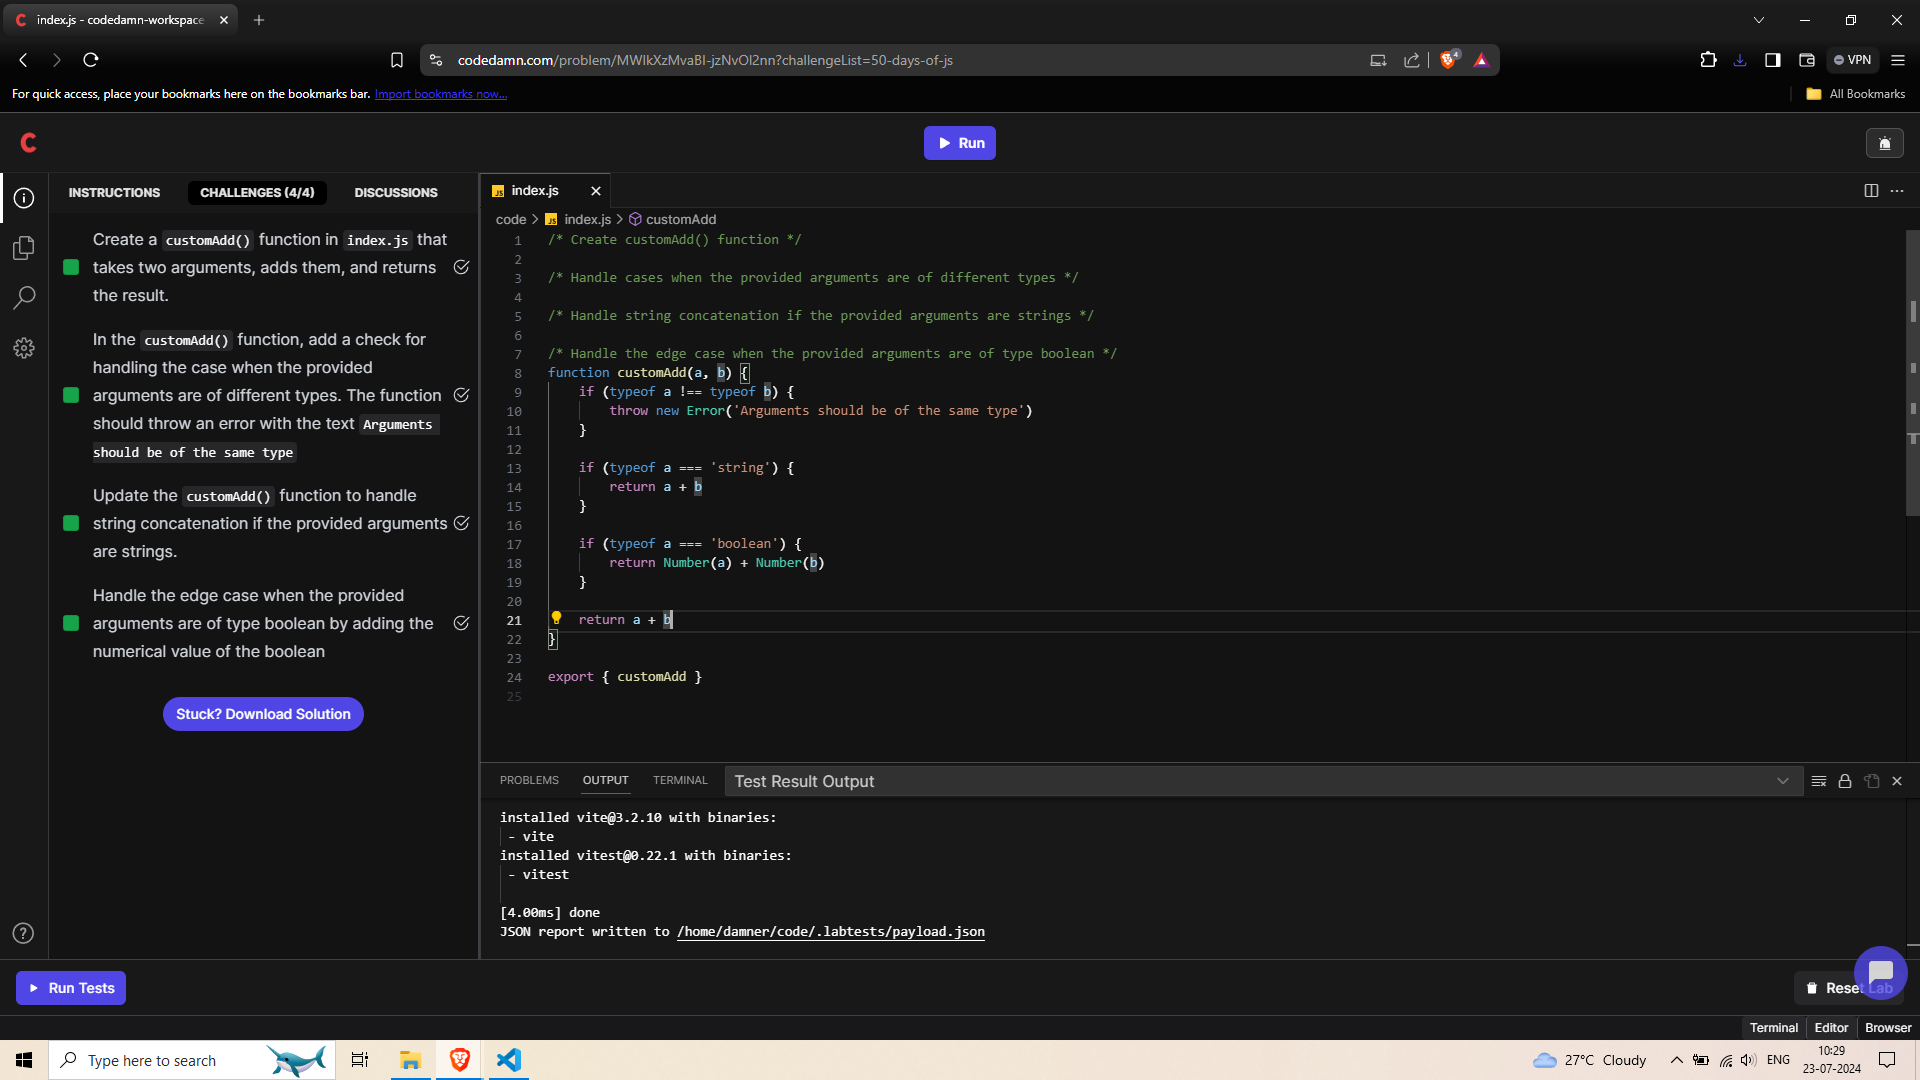 index.js - codedamn-workspace
codedamn.com/problem/MWlkXzMvaBI-jzNvOl2nn?challengeList=50-days-of-js
4
VPN
For quick access, place your bookmarks here on the bookmarks bar. Import bookmarks now...
All Bookmarks
Run
INSTRUCTIONS
CHALLENGES (4/4)
DISCUSSIONS
Create a customAdd() function in index.js that
takes two arguments, adds them, and returns
the result.
In the customAdd() function, add a check for
handling the case when the provided
arguments are of different types. The function
should throw an error with the text Arguments
should be of the same type
Update the customAdd() function to handle
string concatenation if the provided arguments
are strings.
Handle the edge case when the provided
arguments are of type boolean by adding the
numerical value of the boolean
Stuck? Download Solution
JS index.js
code > JS index.js > customAdd
1 /* Create customAdd() function */
2
3 /* Handle cases when the provided arguments are of different types */
4
5 /* Handle string concatenation if the provided arguments are strings */
6
7 /* Handle the edge case when the provided arguments are of type boolean */
8 function customAdd(a, b) {
9 if (typeof a !== typeof b) {
10 throw new Error('Arguments should be of the same type')
11 }
12
13 if (typeof a === 'string') {
14 return a + b
15 }
16
17 if (typeof a === 'boolean') {
18 return Number(a) + Number(b)
19 }
20
21 return a + b
22 }
23
24 export { customAdd }
25
PROBLEMS
OUTPUT
TERMINAL
Test Result Output
installed vite@3.2.10 with binaries:
- vite
installed vitest@0.22.1 with binaries:
- vitest
[4.00ms] done
JSON report written to /home/damner/code/.labtests/payload.json
Run Tests
Reset Lab
Terminal
Editor
Browser
Type here to search
27°C Cloudy
ENG
10:29
23-07-2024